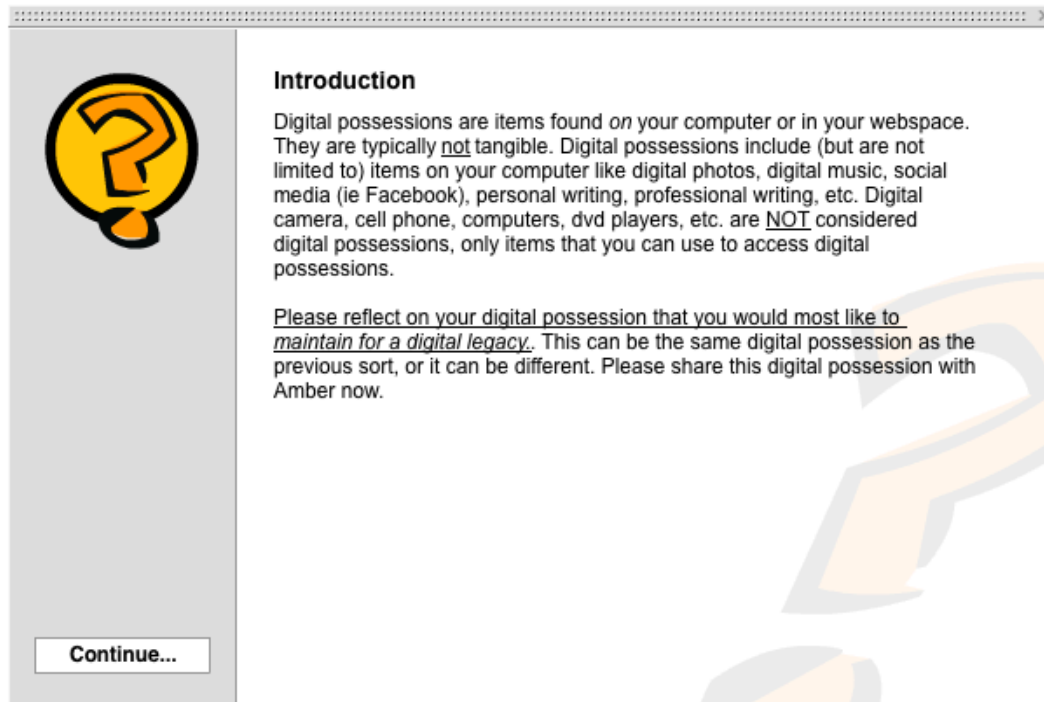 Introduction
Digital possessions are items found on your computer or in your webspace.
They are typically not tangible. Digital possessions include (but are not
limited to) items on your computer like digital photos, digital music, social
media (ie Facebook), personal writing, professional writing, etc. Digital
camera, cell phone, computers, dvd players, etc. are NOT considered
digital possessions, only items that you can use to access digital
possessions.
Please reflect on your digital possession that you would most like to
maintain for a digital legacy.. This can be the same digital possession as the
previous sort, or it can be different. Please share this digital possession with
Amber now.
Continue...